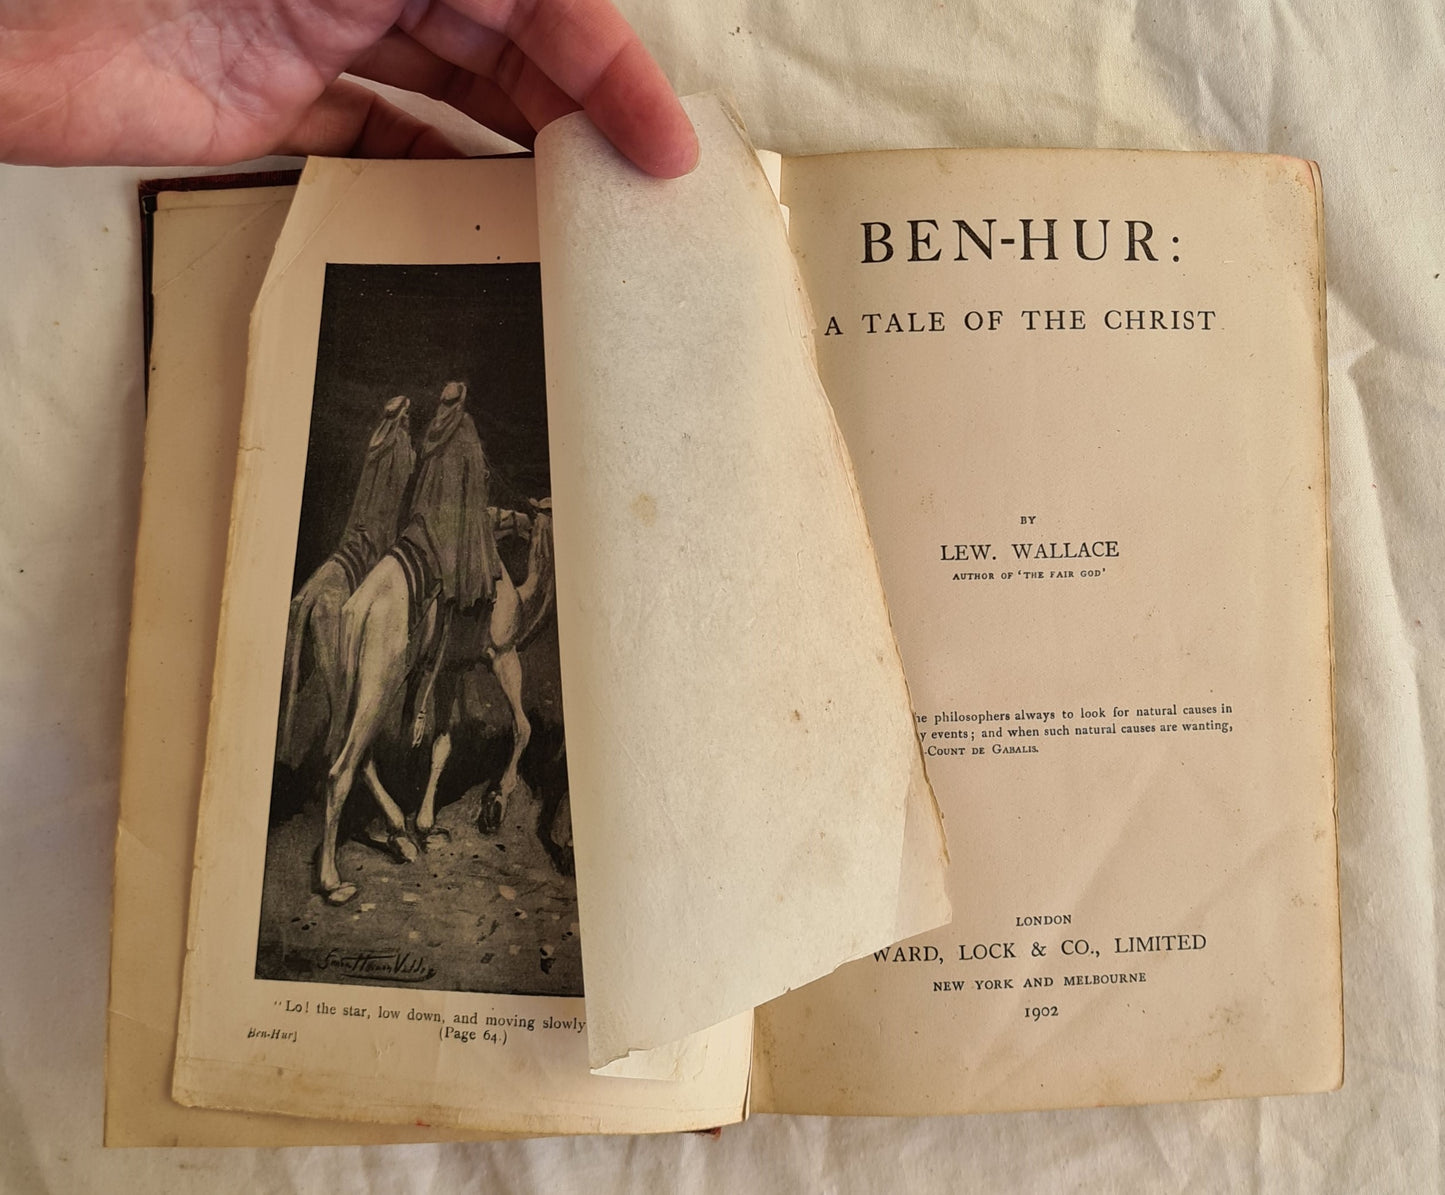 "Lo! the star, low down, and moving slowly
(Page 64.)
Ben-Hur]
BEN-HUR:
A TALE OF THE CHRIST
BY
LEW. WALLACE
AUTHOR OF 'THE FAIR GOD'
he philosophers always to look for natural causes in
y events; and when such natural causes are wanting,
—COUNT DE GABALIS.
LONDON
WARD, LOCK & CO., LIMITED
NEW YORK AND MELBOURNE
1902